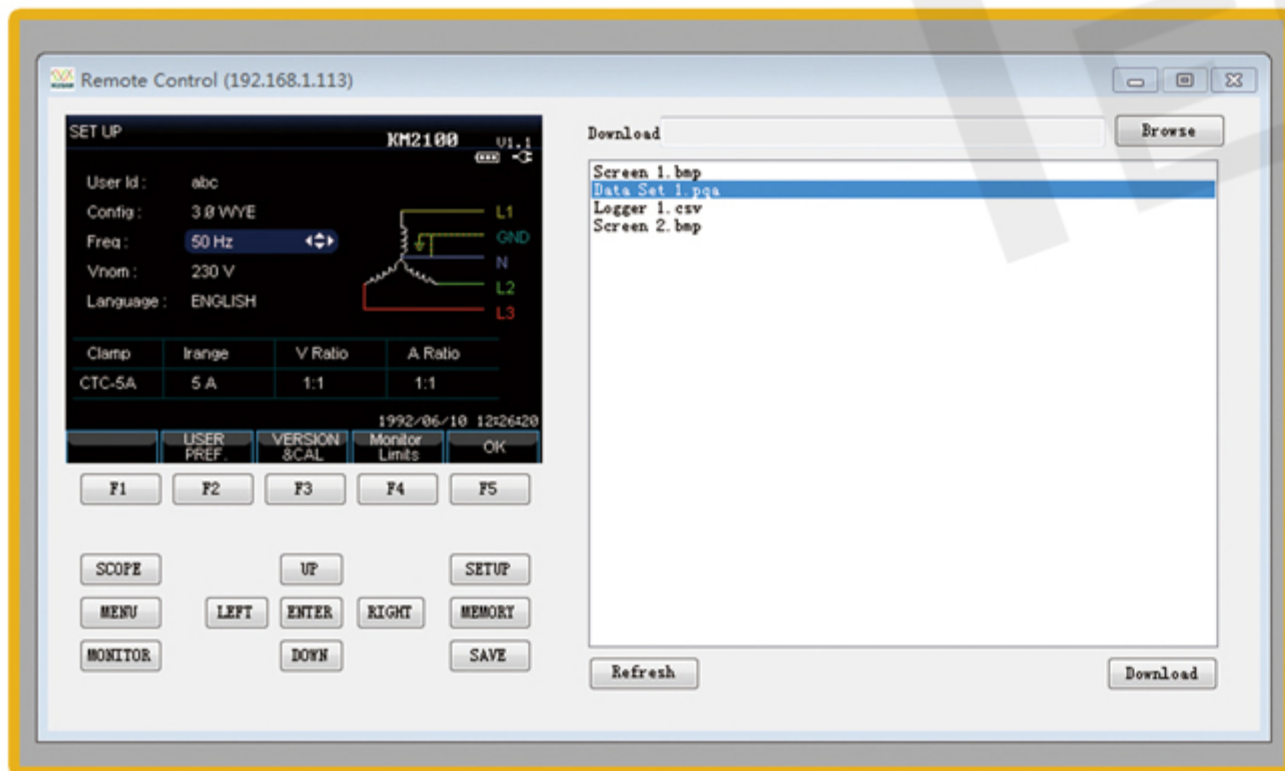 Remote Control (192.168.1.113)
SET UP
KM2100 V1.1
User Id : abc
Config : 3Ø WYE
Freq : 50 Hz
Vnom : 230 V
Language : ENGLISH
L1
GND
N
L2
L3
Clamp Irange V Ratio A Ratio
CTC-5A 5 A 1:1 1:1
1992/06/10 12:26:20
USER PREF. VERSION &CAL Monitor Limits OK
F1 F2 F3 F4 F5
SCOPE UP SETUP
MENU LEFT ENTER RIGHT MEMORY
MONITOR DOWN SAVE
Download Browse
Screen 1.bmp
Data Set 1.pqa
Logger 1.csv
Screen 2.bmp
Refresh Download